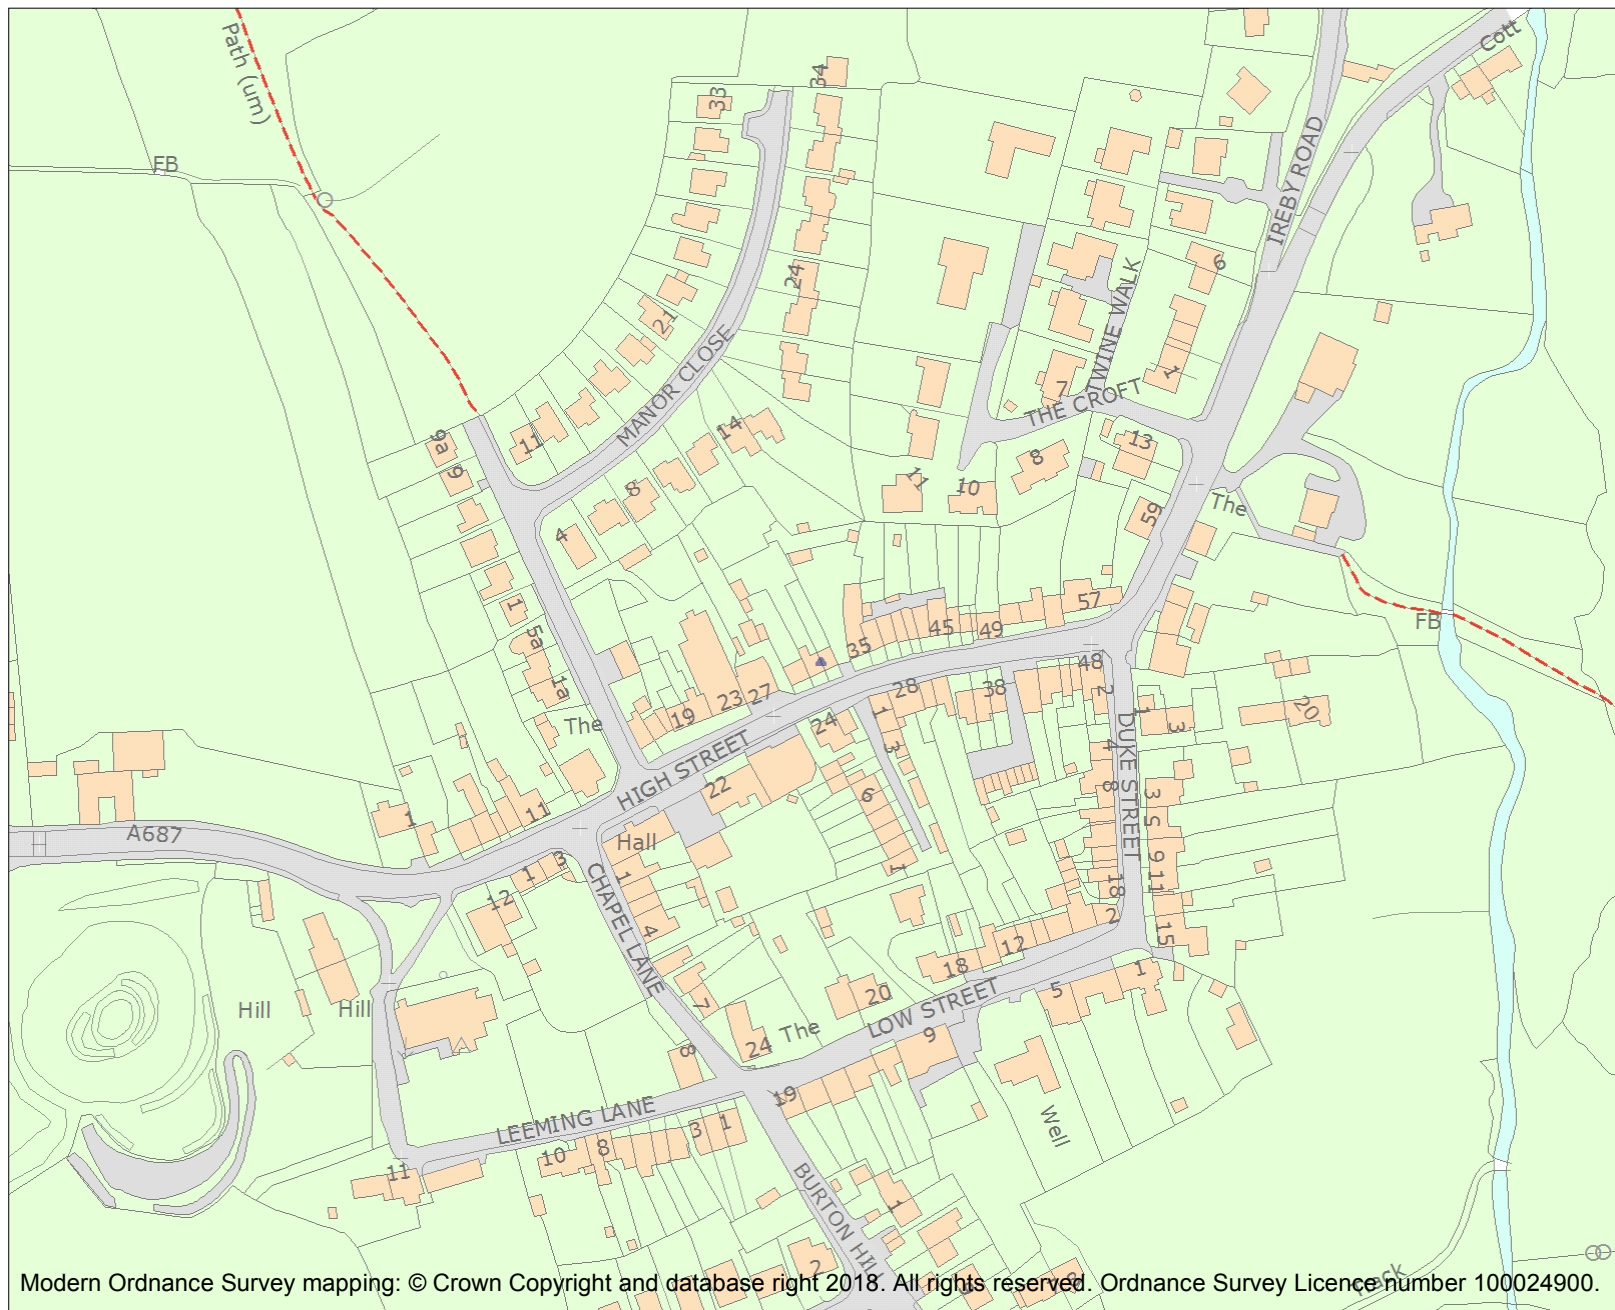 Path (um)
FB
33
34
Cott
IREBY ROAD
24
6
21
TWINE WALK
MANOR CLOSE
1
7
THE CROFT
14
11
9a
9
13
8
11
10
8
59
The
4
1
5a
57
FB
35
45
49
48
1a
38
28
2
19
23
27
The
24
1
1
3
20
3
DUKE STREET
4
HIGH STREET
22
6
8
3
5
11
1
A687
Hall
3
1
1
1
9
11
12
18
2
CHAPEL LANE
4
15
12
18
1
5
20
7
LOW STREET
Hill
Hill
The
9
24
8
19
LEEMING LANE
3
1
Well
10
8
11
BURTON HILL
1
2
Track
Modern Ordnance Survey mapping: © Crown Copyright and database right 2018. All rights reserved. Ordnance Survey Licence number 100024900.